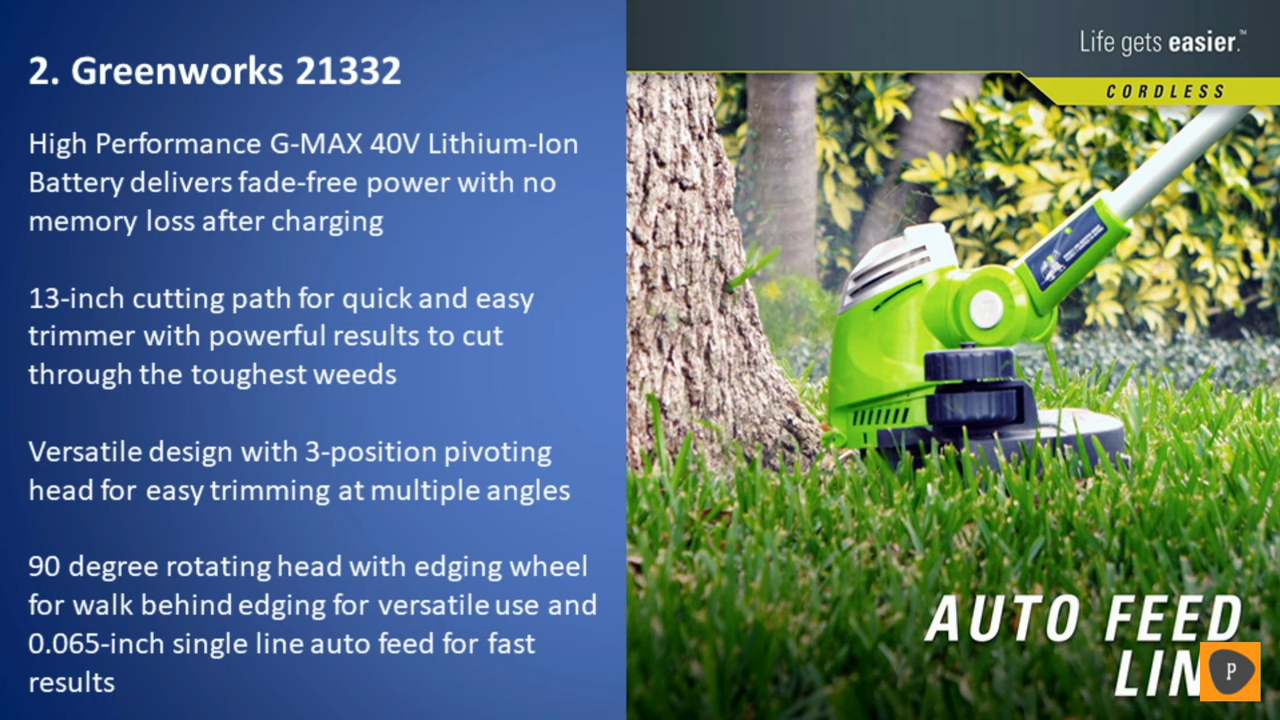 2. Greenworks 21332
High Performance G-MAX 40V Lithium-Ion
Battery delivers fade-free power with no
memory loss after charging
13-inch cutting path for quick and easy
trimmer with powerful results to cut
through the toughest weeds
Versatile design with 3-position pivoting
head for easy trimming at multiple angles
90 degree rotating head with edging wheel
for walk behind edging for versatile use and
0.065-inch single line auto feed for fast
results
Life gets easier.™
CORDLESS
AUTO FEED
LIN
P